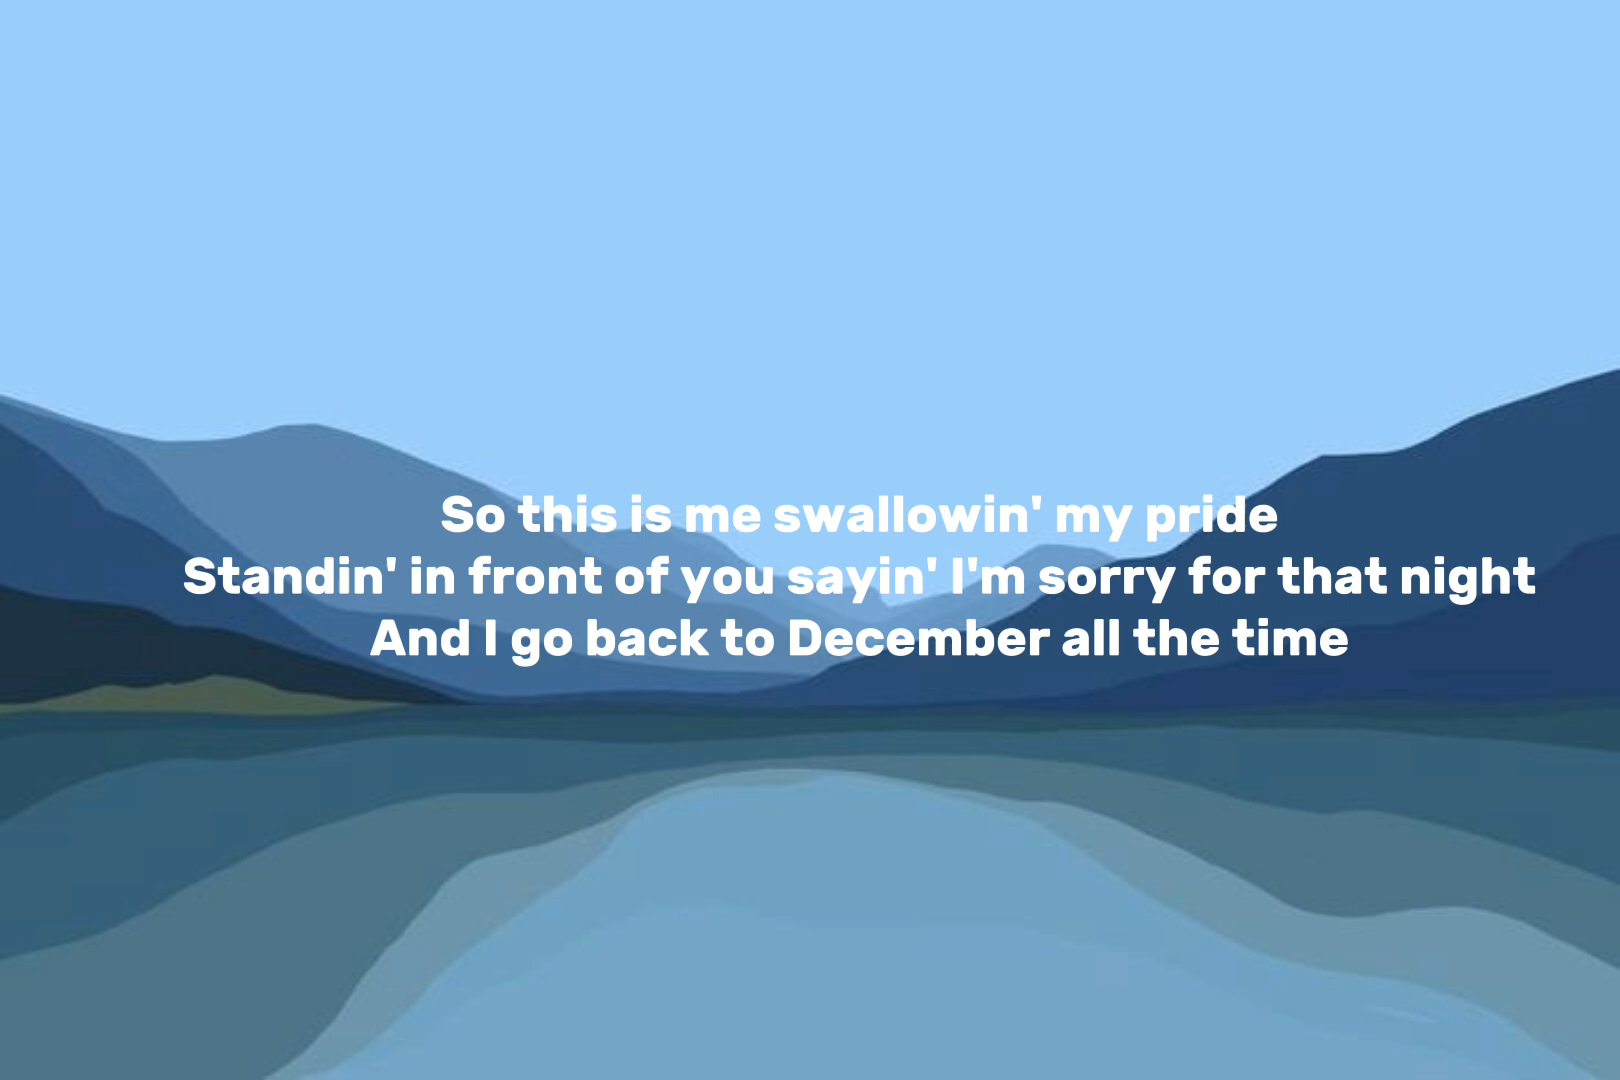 So this is me swallowin' my pride
Standin' in front of you sayin' I'm sorry for that night
And I go back to December all the time